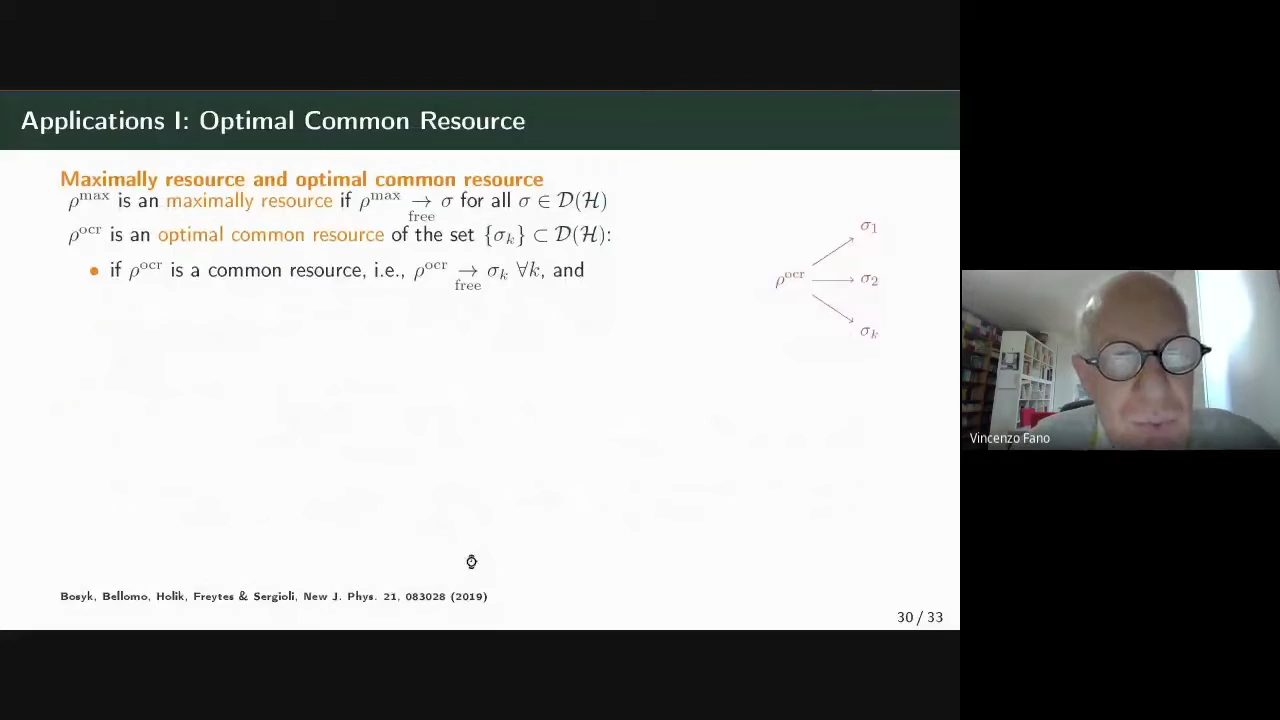 Applications I: Optimal Common Resource
Maximally resource and optimal common resource
ρ^max is an maximally resource if ρ^max →_free σ for all σ ∈ 𝒟(ℋ)
ρ^ocr is an optimal common resource of the set {σ_k} ⊂ 𝒟(ℋ):
• if ρ^ocr is a common resource, i.e., ρ^ocr →_free σ_k ∀k, and
σ_1
ρ^ocr → σ_2
σ_k
Vincenzo Fano
Bosyk, Bellomo, Holik, Freytes & Sergioli, New J. Phys. 21, 083028 (2019)
30 / 33